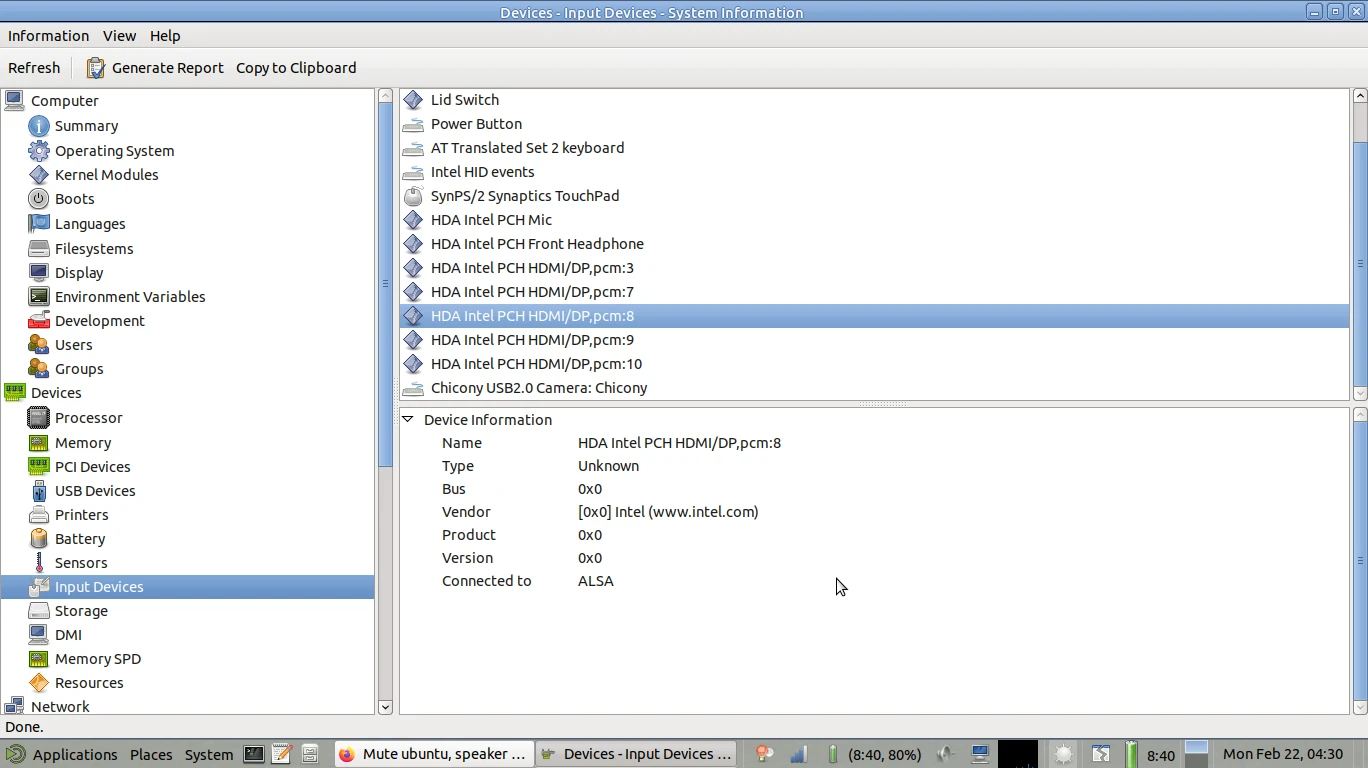 Devices - Input Devices - System Information
Information View Help
Refresh Generate Report Copy to Clipboard
Computer
Summary
Operating System
Kernel Modules
Boots
Languages
Filesystems
Display
Environment Variables
Development
Users
Groups
Devices
Processor
Memory
PCI Devices
USB Devices
Printers
Battery
Sensors
Input Devices
Storage
DMI
Memory SPD
Resources
Network
Lid Switch
Power Button
AT Translated Set 2 keyboard
Intel HID events
SynPS/2 Synaptics TouchPad
HDA Intel PCH Mic
HDA Intel PCH Front Headphone
HDA Intel PCH HDMI/DP,pcm:3
HDA Intel PCH HDMI/DP,pcm:7
HDA Intel PCH HDMI/DP,pcm:8
HDA Intel PCH HDMI/DP,pcm:9
HDA Intel PCH HDMI/DP,pcm:10
Chicony USB2.0 Camera: Chicony
Device Information
Name HDA Intel PCH HDMI/DP,pcm:8
Type Unknown
Bus 0x0
Vendor [0x0] Intel (www.intel.com)
Product 0x0
Version 0x0
Connected to ALSA
Done.
Applications Places System Mute ubuntu, speaker ... Devices - Input Devices ... (8:40, 80%) 8:40 Mon Feb 22, 04:30